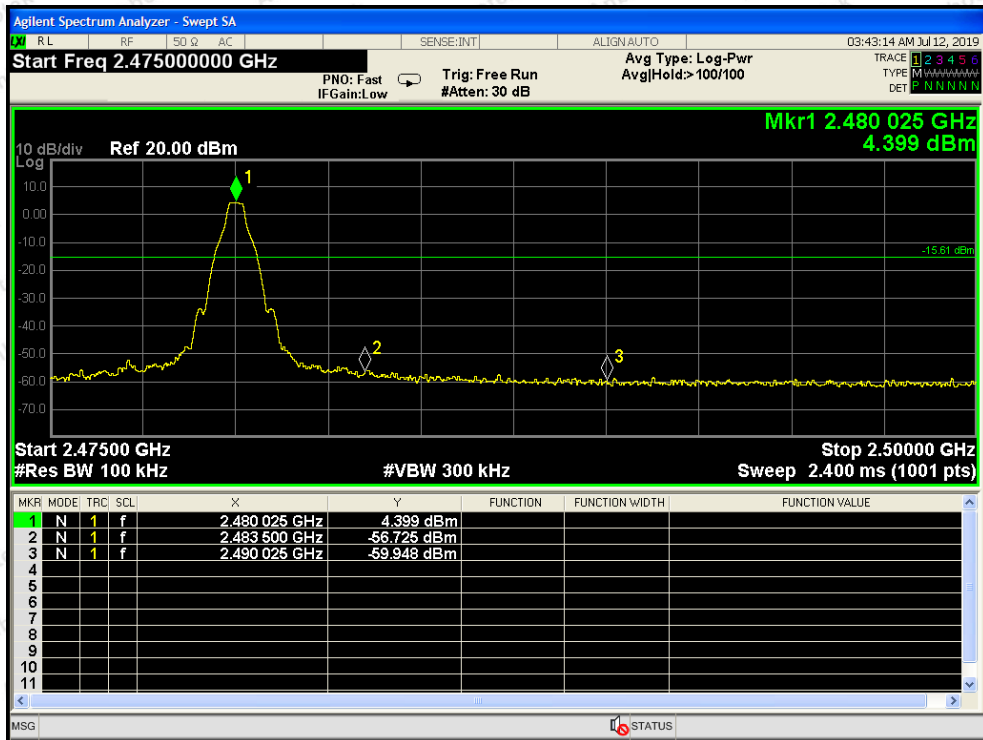 Agilent Spectrum Analyzer - Swept SA
LXI RL RF 50 Ω AC SENSE:INT ALIGN AUTO 03:43:14 AM Jul 12, 2019
Start Freq 2.475000000 GHz
PNO: Fast
IFGain:Low
Trig: Free Run
#Atten: 30 dB
Avg Type: Log-Pwr
Avg|Hold:>100/100
TRACE 1 2 3 4 5 6
TYPE M
DET P N N N N N
Mkr1 2.480 025 GHz
4.399 dBm
10 dB/div Ref 20.00 dBm
Log
10.0
0.00
-10.0
-20.0
-30.0
-40.0
-50.0
-60.0
-70.0
1
-15.61 dBm
2
3
Start 2.47500 GHz Stop 2.50000 GHz
#Res BW 100 kHz #VBW 300 kHz Sweep 2.400 ms (1001 pts)
MKR MODE TRC SCL X Y FUNCTION FUNCTION WIDTH FUNCTION VALUE
1 N 1 f 2.480 025 GHz 4.399 dBm
2 N 1 f 2.483 500 GHz -56.725 dBm
3 N 1 f 2.490 025 GHz -59.948 dBm
4
5
6
7
8
9
10
11
MSG STATUS